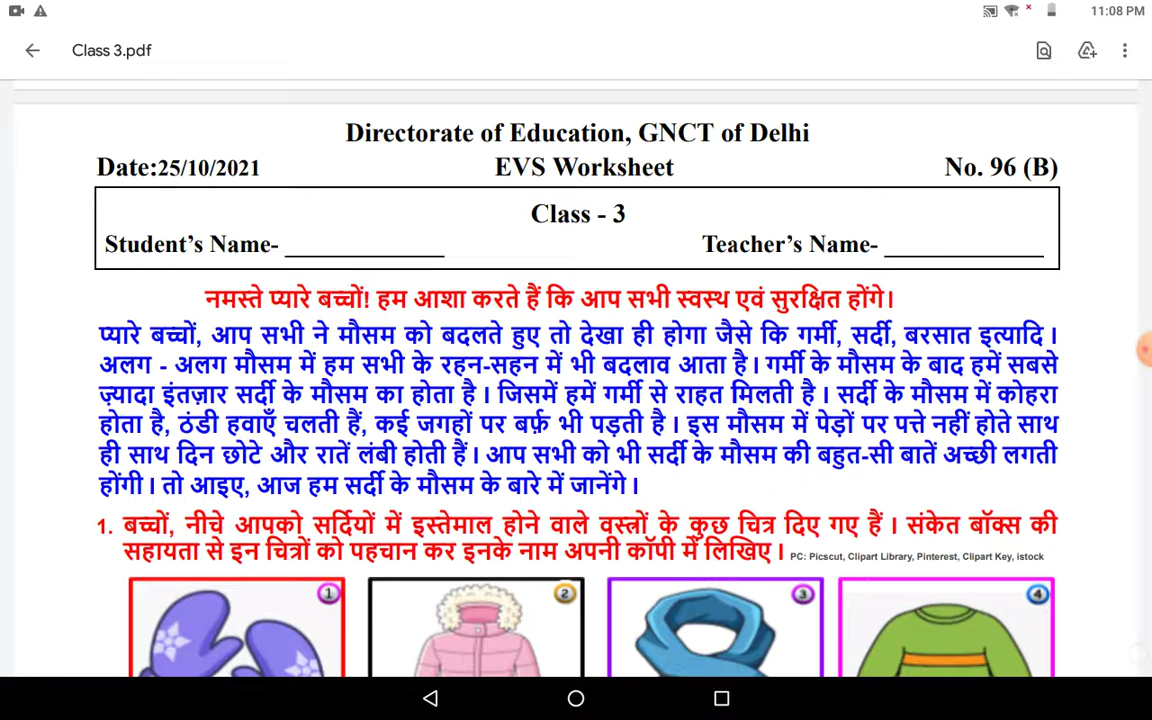 11:08 PM
Class 3.pdf
Directorate of Education, GNCT of Delhi
Date:25/10/2021 EVS Worksheet No. 96 (B)
Class - 3
Student’s Name- ____________ Teacher’s Name- ____________
नमस्ते प्यारे बच्चों! हम आशा करते हैं कि आप सभी स्वस्थ एवं सुरक्षित होंगे।
प्यारे बच्चों, आप सभी ने मौसम को बदलते हुए तो देखा ही होगा जैसे कि गर्मी, सर्दी, बरसात इत्यादि ।
अलग - अलग मौसम में हम सभी के रहन-सहन में भी बदलाव आता है । गर्मी के मौसम के बाद हमें सबसे
ज़्यादा इंतज़ार सर्दी के मौसम का होता है । जिसमें हमें गर्मी से राहत मिलती है । सर्दी के मौसम में कोहरा
होता है, ठंडी हवाएँ चलती हैं, कई जगहों पर बर्फ़ भी पड़ती है । इस मौसम में पेड़ों पर पत्ते नहीं होते साथ
ही साथ दिन छोटे और रातें लंबी होती हैं । आप सभी को भी सर्दी के मौसम की बहुत-सी बातें अच्छी लगती
होंगी । तो आइए, आज हम सर्दी के मौसम के बारे में जानेंगे ।
1. बच्चों, नीचे आपको सर्दियों में इस्तेमाल होने वाले वस्त्रों के कुछ चित्र दिए गए हैं । संकेत बॉक्स की
सहायता से इन चित्रों को पहचान कर इनके नाम अपनी कॉपी में लिखिए । PC: Picscut, Clipart Library, Pinterest, Clipart Key, istock
1 2 3 4